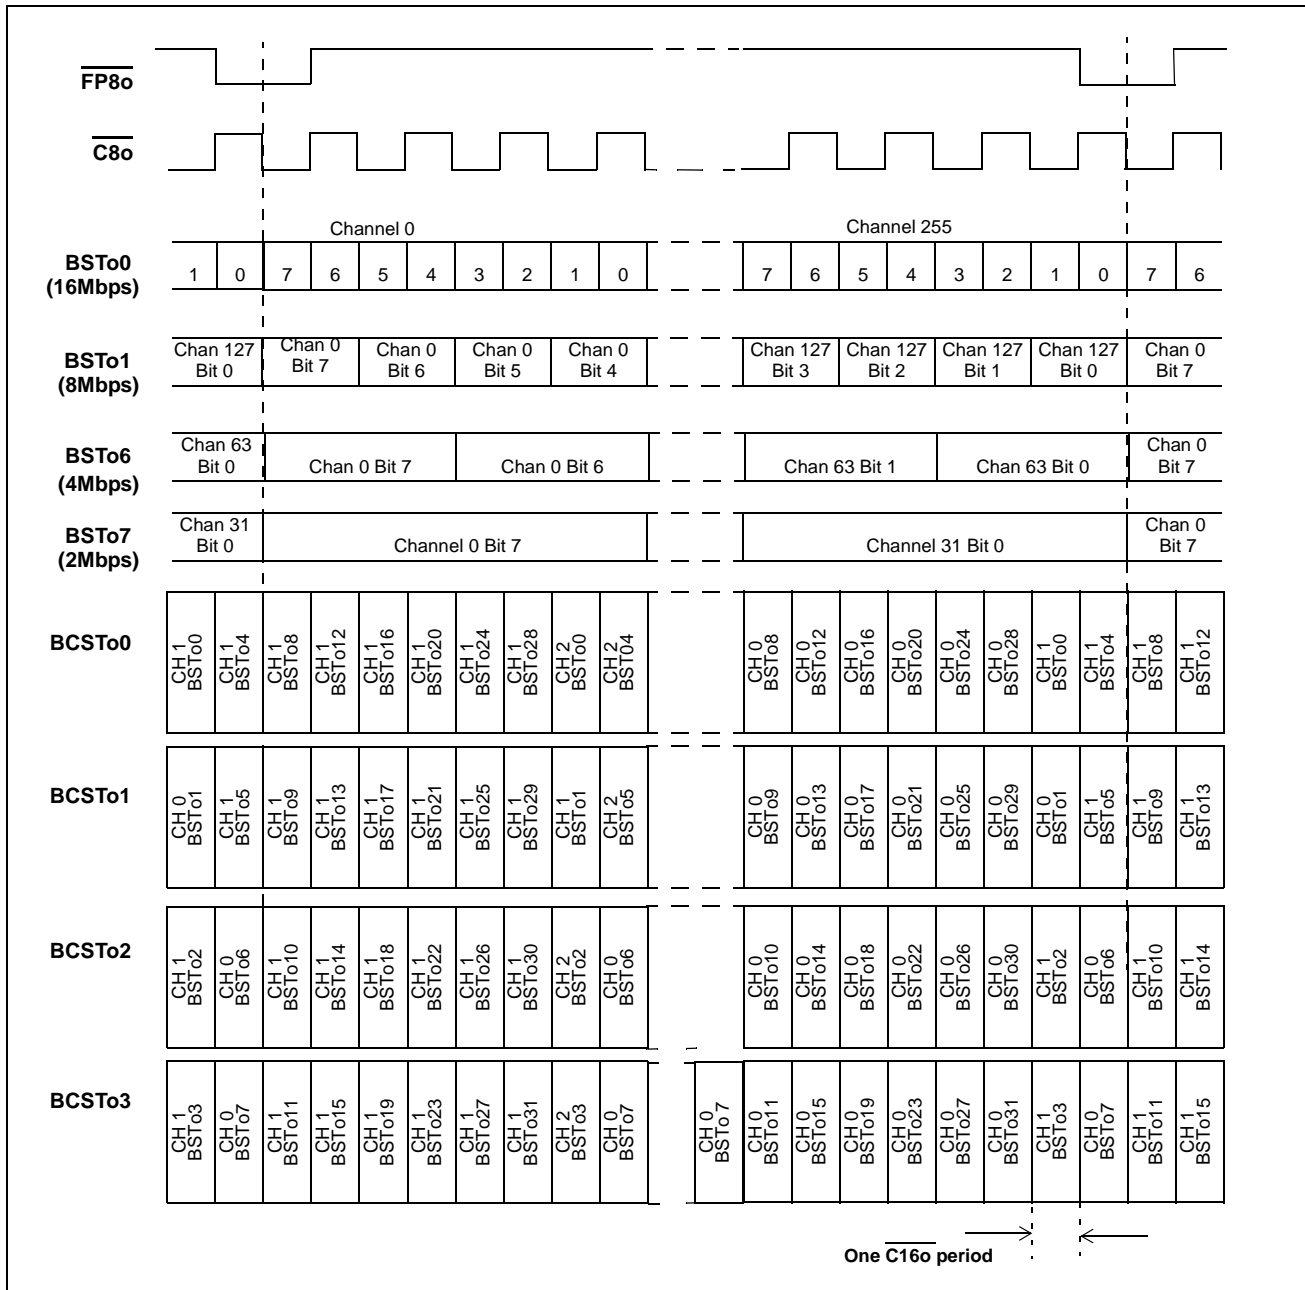 FP8o
C8o
Channel 0
Channel 255
BSTo0
(16Mbps)
1 0 7 6 5 4 3 2 1 0 7 6 5 4 3 2 1 0 7 6
BSTo1
(8Mbps)
Chan 127 Bit 0
Chan 0 Bit 7
Chan 0 Bit 6
Chan 0 Bit 5
Chan 0 Bit 4
Chan 127 Bit 3
Chan 127 Bit 2
Chan 127 Bit 1
Chan 127 Bit 0
Chan 0 Bit 7
BSTo6
(4Mbps)
Chan 63 Bit 0
Chan 0 Bit 7
Chan 0 Bit 6
Chan 63 Bit 1
Chan 63 Bit 0
Chan 0 Bit 7
BSTo7
(2Mbps)
Chan 31 Bit 0
Channel 0 Bit 7
Channel 31 Bit 0
Chan 0 Bit 7
BCSTo0
CH 1 BSTo0
CH 1 BSTo4
CH 1 BSTo8
CH 1 BSTo12
CH 1 BSTo16
CH 1 BSTo20
CH 1 BSTo24
CH 1 BSTo28
CH 2 BSTo0
CH 2 BST04
CH 0 BSTo8
CH 0 BSTo12
CH 0 BSTo16
CH 0 BSTo20
CH 0 BSTo24
CH 0 BSTo28
CH 1 BSTo0
CH 1 BSTo4
CH 1 BSTo8
CH 1 BSTo12
BCSTo1
CH 0 BSTo1
CH 1 BSTo5
CH 1 BSTo9
CH 1 BSTo13
CH 1 BSTo17
CH 1 BSTo21
CH 1 BSTo25
CH 1 BSTo29
CH 1 BSTo1
CH 2 BSTo5
CH 0 BSTo9
CH 0 BSTo13
CH 0 BSTo17
CH 0 BSTo21
CH 0 BSTo25
CH 0 BSTo29
CH 0 BSTo1
CH 1 BSTo5
CH 1 BSTo9
CH 1 BSTo13
BCSTo2
CH 1 BSTo2
CH 0 BSTo6
CH 1 BSTo10
CH 1 BSTo14
CH 1 BSTo18
CH 1 BSTo22
CH 1 BSTo26
CH 1 BSTo30
CH 2 BSTo2
CH 0 BSTo6
CH 0 BSTo10
CH 0 BSTo14
CH 0 BSTo18
CH 0 BSTo22
CH 0 BSTo26
CH 0 BSTo30
CH 1 BSTo2
CH 0 BSTo6
CH 1 BSTo10
CH 1 BSTo14
BCSTo3
CH 1 BSTo3
CH 0 BSTo7
CH 1 BSTo11
CH 1 BSTo15
CH 1 BSTo19
CH 1 BSTo23
CH 1 BSTo27
CH 1 BSTo31
CH 2 BSTo3
CH 0 BSTo7
CH 0 BSTo 7
CH 0 BSTo11
CH 0 BSTo15
CH 0 BSTo19
CH 0 BSTo23
CH 0 BSTo27
CH 0 BSTo31
CH 1 BSTo3
CH 0 BSTo7
CH 1 BSTo11
CH 1 BSTo15
One C16o period